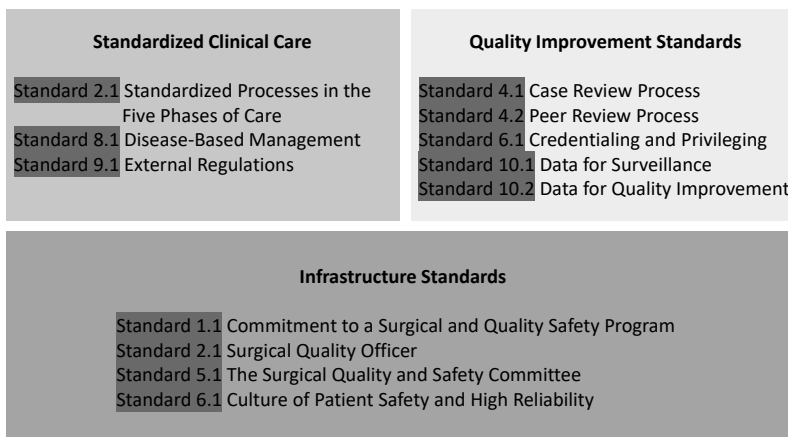 Standardized Clinical Care
Standard 2.1 Standardized Processes in the
Five Phases of Care
Standard 8.1 Disease-Based Management
Standard 9.1 External Regulations
Quality Improvement Standards
Standard 4.1 Case Review Process
Standard 4.2 Peer Review Process
Standard 6.1 Credentialing and Privileging
Standard 10.1 Data for Surveillance
Standard 10.2 Data for Quality Improvement
Infrastructure Standards
Standard 1.1 Commitment to a Surgical and Quality Safety Program
Standard 2.1 Surgical Quality Officer
Standard 5.1 The Surgical Quality and Safety Committee
Standard 6.1 Culture of Patient Safety and High Reliability